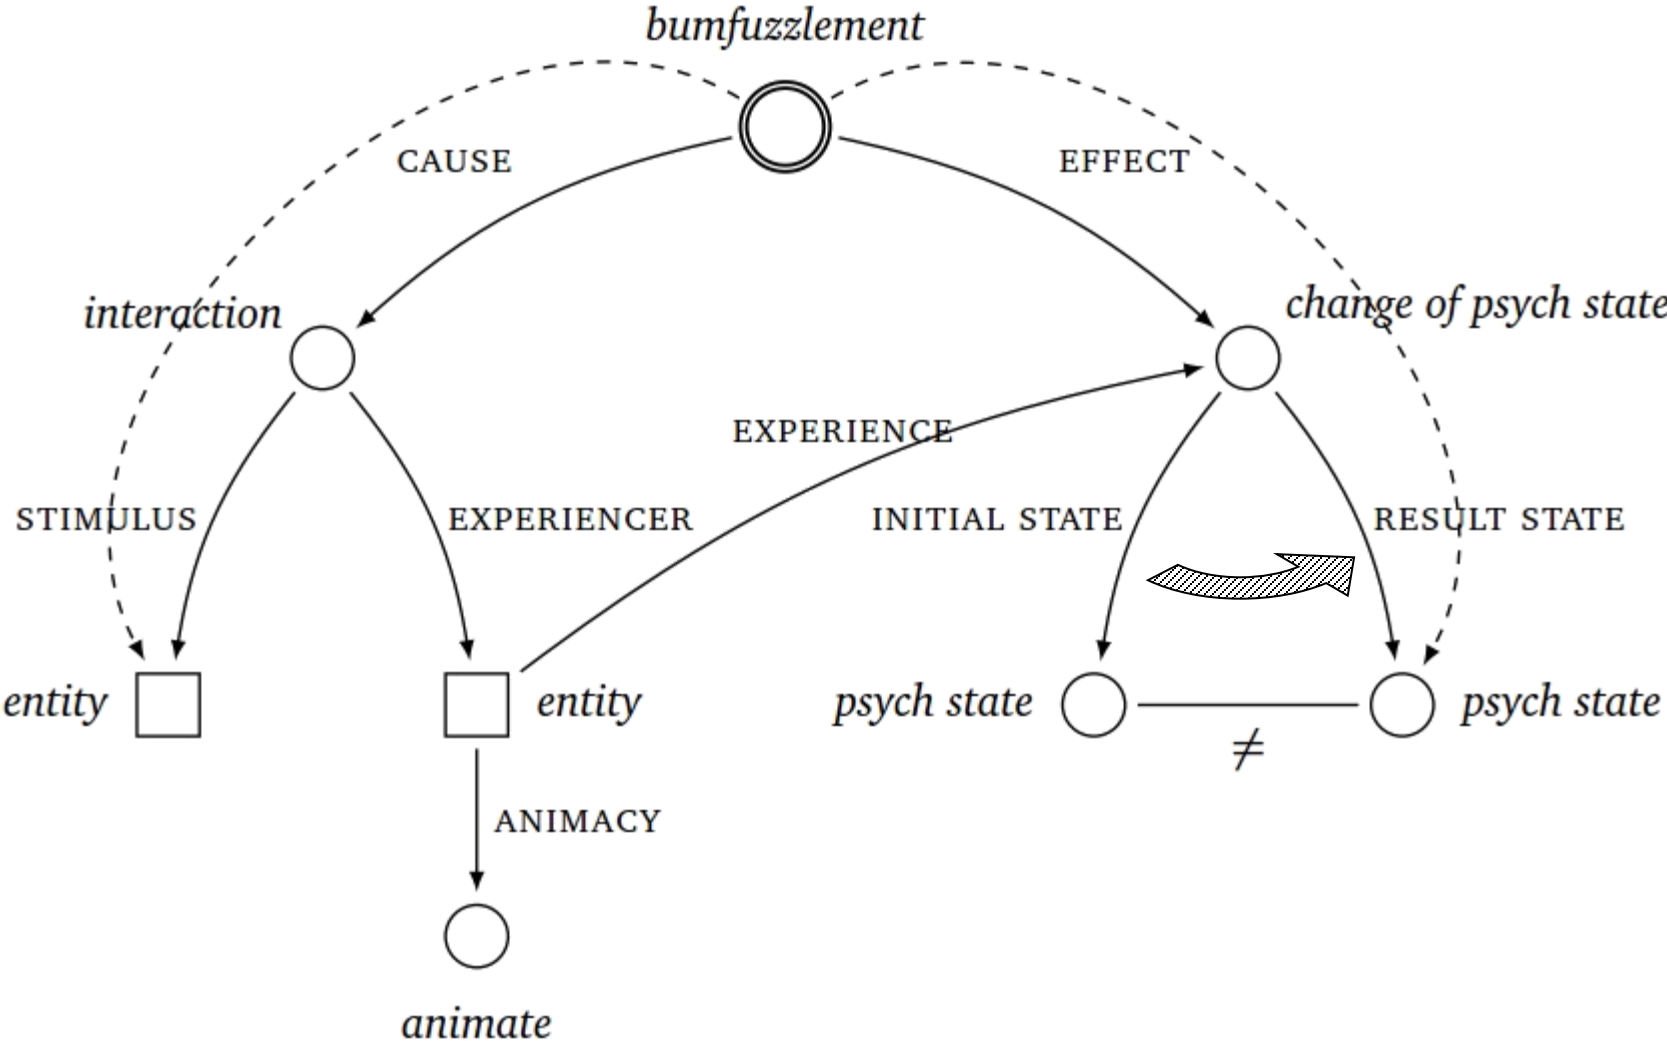 bumfuzzlement
CAUSE
EFFECT
interaction
change of psych state
EXPERIENCE
STIMULUS
EXPERIENCER
INITIAL STATE
RESULT STATE
entity
entity
psych state
psych state
≠
ANIMACY
animate